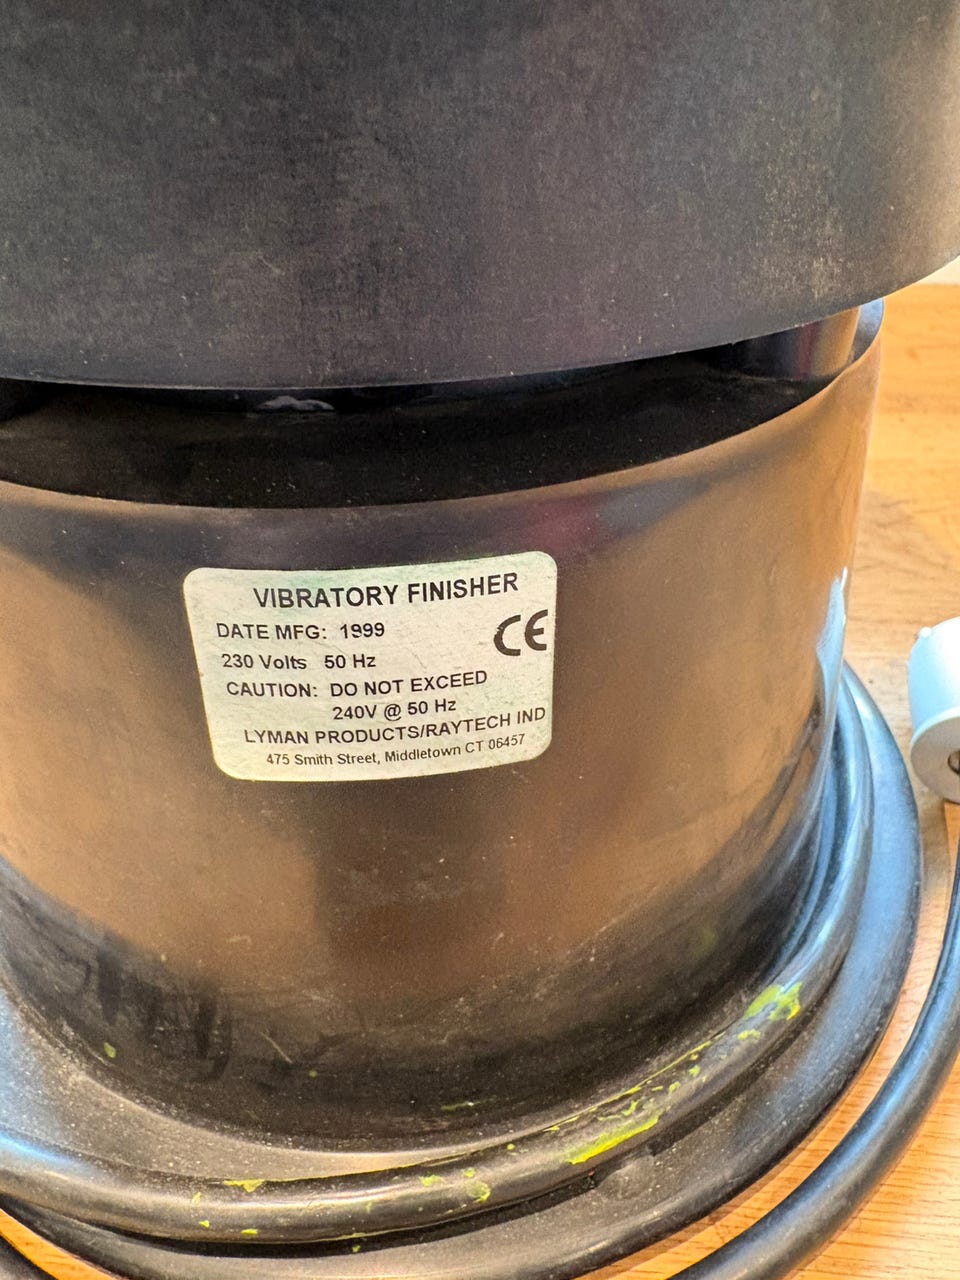 VIBRATORY FINISHER
DATE MFG: 1999
CE
230 Volts 50 Hz
CAUTION: DO NOT EXCEED
240V @ 50 Hz
LYMAN PRODUCTS/RAYTECH IND
475 Smith Street, Middletown CT 06457